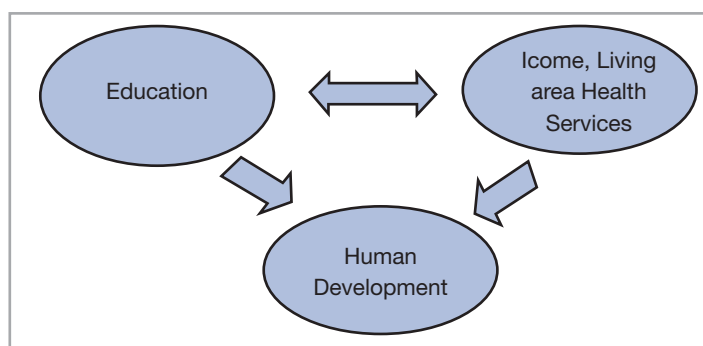 Education
Icome, Living
area Health
Services
Human
Development